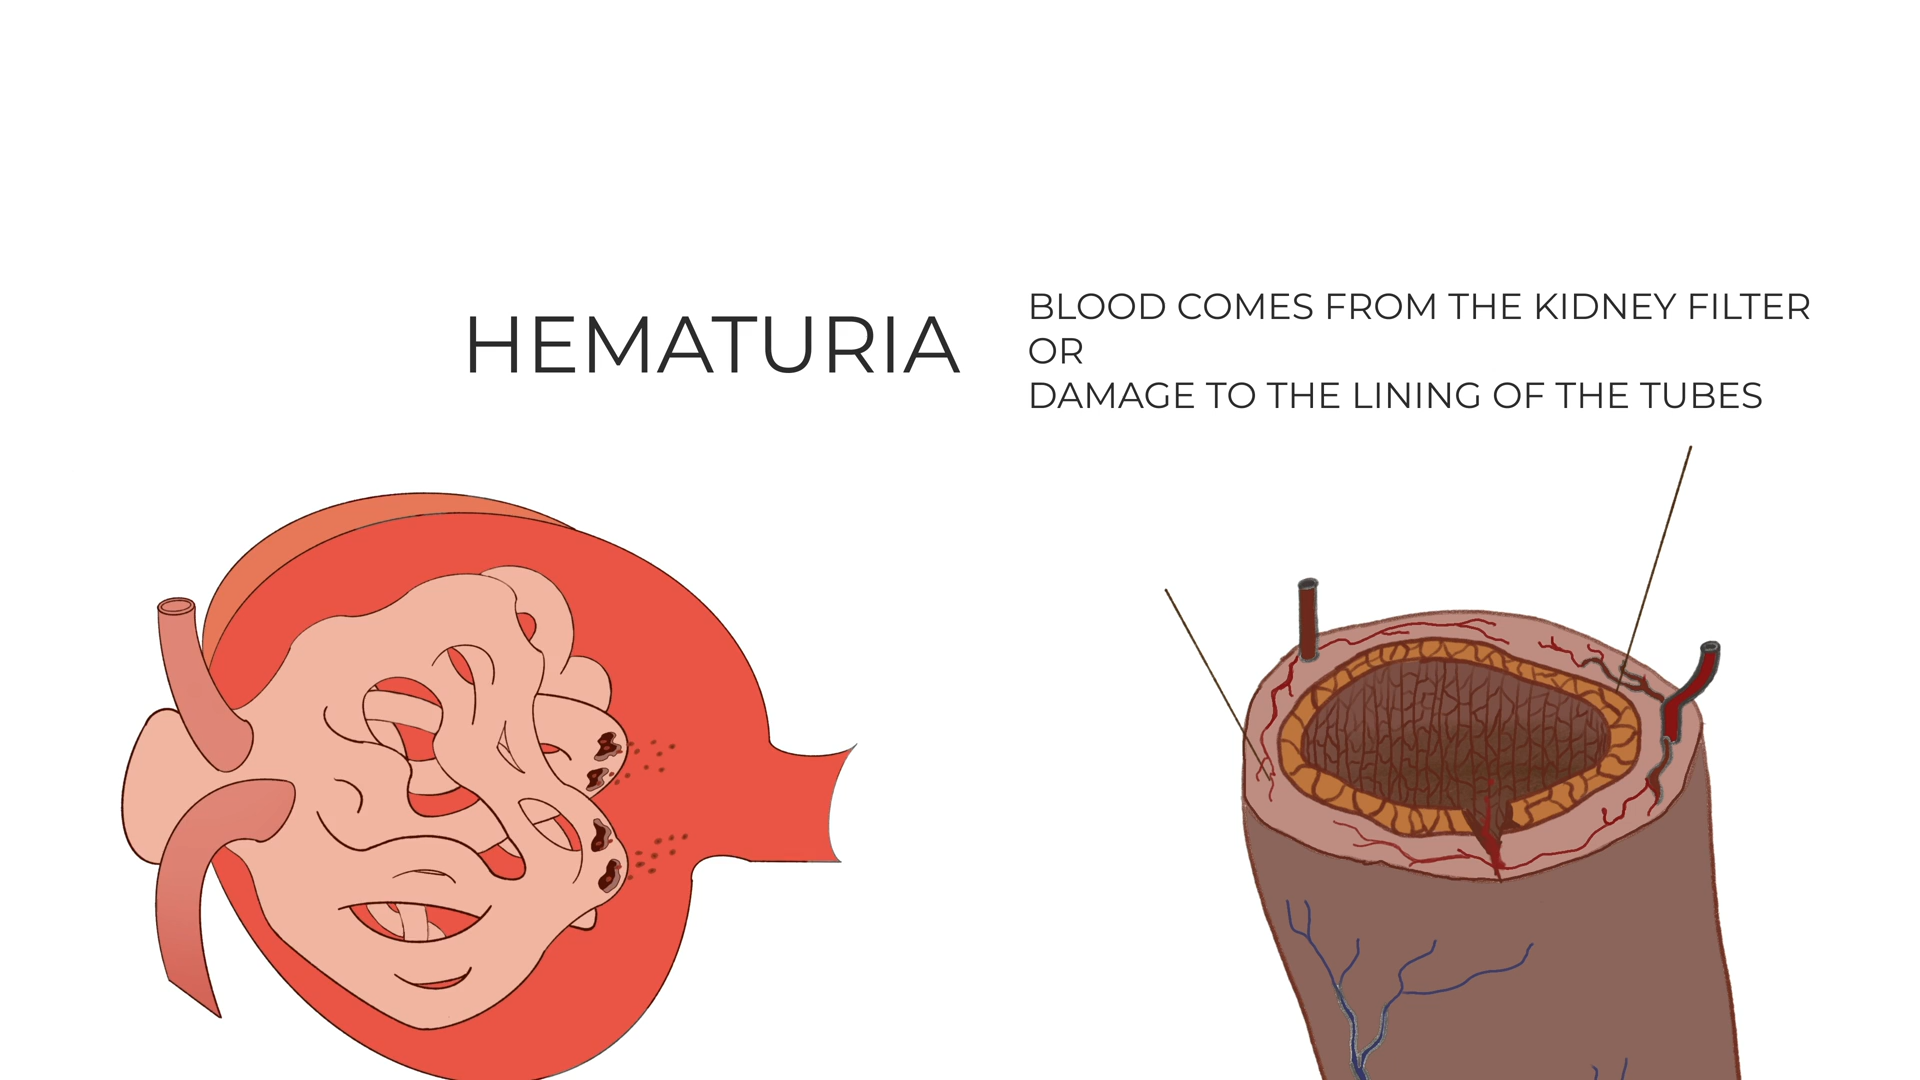 HEMATURIA
BLOOD COMES FROM THE KIDNEY FILTER
OR
DAMAGE TO THE LINING OF THE TUBES